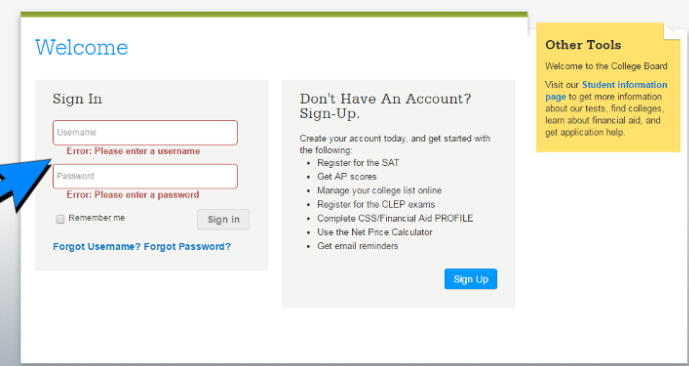 Welcome
Sign In
Username
Error: Please enter a username
Password
Error: Please enter a password
Remember me
Sign in
Forgot Username? Forgot Password?
Don't Have An Account?
Sign-Up.
Create your account today, and get started with
the following:
• Register for the SAT
• Get AP scores
• Manage your college list online
• Register for the CLEP exams
• Complete CSS/Financial Aid PROFILE
• Use the Net Price Calculator
• Get email reminders
Sign Up
Other Tools
Welcome to the College Board
Visit our Student information
page to get more information
about our tests, find colleges,
learn about financial aid, and
get application help.